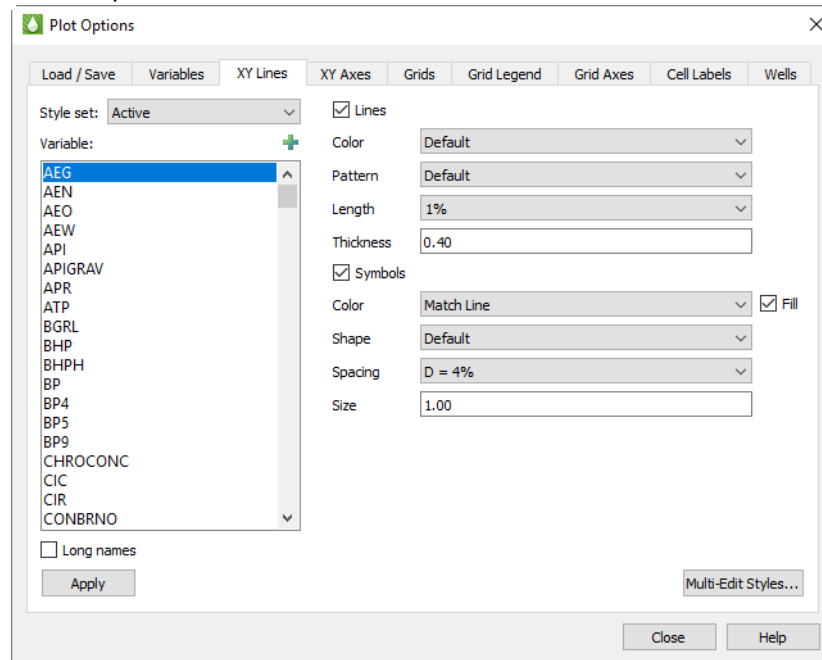 Plot Options
Load / Save Variables XY Lines XY Axes Grids Grid Legend Grid Axes Cell Labels Wells
Style set: Active
Variable:
AEG
AEN
AEO
AEW
API
APIGRAV
APR
ATP
BGRL
BHP
BHPH
BP
BP4
BP5
BP9
CHROCONC
CIC
CIR
CONBRNO
Long names
Apply
Lines
Color Default
Pattern Default
Length 1%
Thickness 0.40
Symbols
Color Match Line Fill
Shape Default
Spacing D = 4%
Size 1.00
Multi-Edit Styles...
Close Help